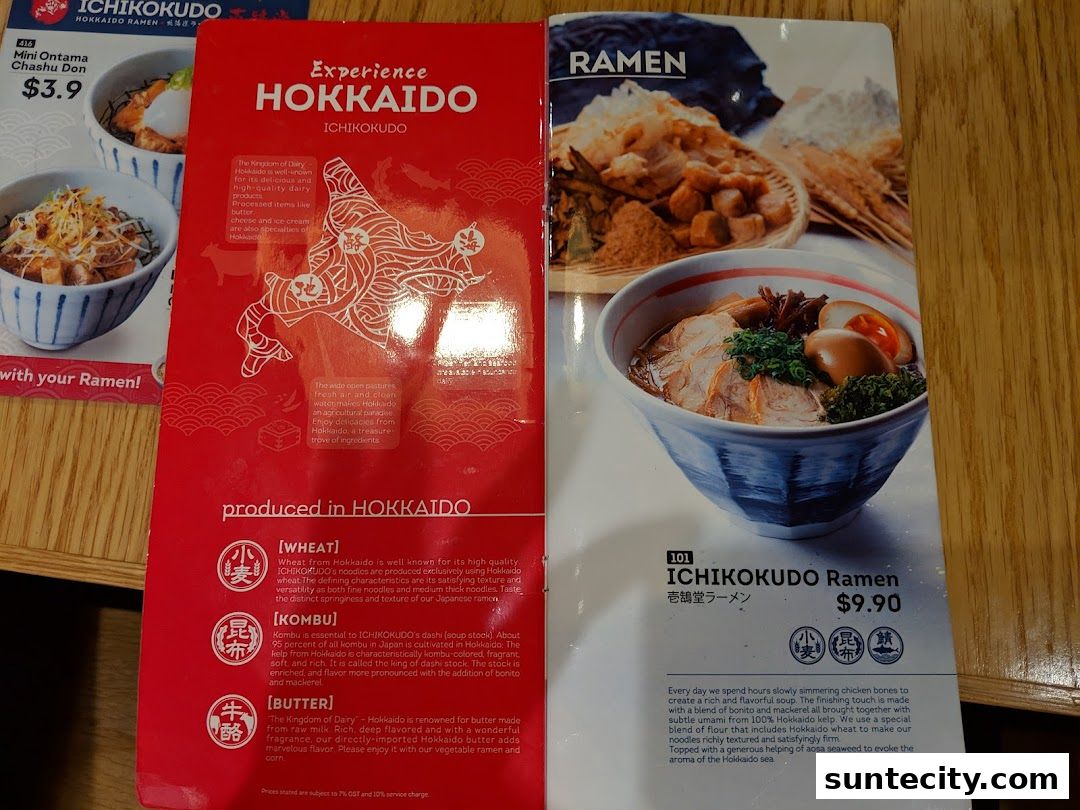 ICHIKOKUDO
HOKKAIDO RAMEN
416
Mini Ontama
Chashu Don
$3.9
with your Ramen!
Experience
HOKKAIDO
ICHIKOKUDO
"The Kingdom of Dairy" –
Hokkaido is well-known
for its delicious and
high-quality dairy
products.
Processed items like
butter,
cheese and ice cream
are also specialties of
Hokkaido.
酪
海
地
are available in abundance
daily.
The wide open pastures,
fresh air and clean
water makes Hokkaido
an agricultural paradise.
Enjoy delicacies from
Hokkaido, a treasure-
trove of ingredients.
produced in HOKKAIDO
小麦
[WHEAT]
Wheat from Hokkaido is well known for its high quality.
ICHIKOKUDO's noodles are produced exclusively using Hokkaido
wheat.The defining characteristics are its satisfying texture and
versatility as both fine noodles and medium thick noodles. Taste
the distinct springiness and texture of our Japanese ramen.
昆布
[KOMBU]
Kombu is essential to ICHIKOKUDO's dashi (soup stock). About
95 percent of all kombu in Japan is cultivated in Hokkaido. The
kelp from Hokkaido is characteristically kombu-colored, fragrant,
soft, and rich. It is called the king of dashi stock. The stock is
enriched, and flavor more pronounced with the addition of bonito
and mackerel.
牛酪
[BUTTER]
"The Kingdom of Dairy" – Hokkaido is renowned for butter made
from raw milk. Rich, deep flavored and with a wonderful
fragrance, our directly-imported Hokkaido butter adds
marvelous flavor. Please enjoy it with our vegetable ramen and
corn.
Prices stated are subject to 7% GST and 10% service charge.
RAMEN
101
ICHIKOKUDO Ramen
壱鵠堂ラーメン
$9.90
小麦 昆布 鯖
Every day we spend hours slowly simmering chicken bones to
create a rich and flavorful soup. The finishing touch is made
with a blend of bonito and mackerel all brought together with
subtle umami from 100% Hokkaido kelp. We use a special
blend of flour that includes Hokkaido wheat to make our
noodles richly textured and satisfyingly firm.
Topped with a generous helping of aosa seaweed to evoke the
aroma of the Hokkaido sea.
suntecity.com